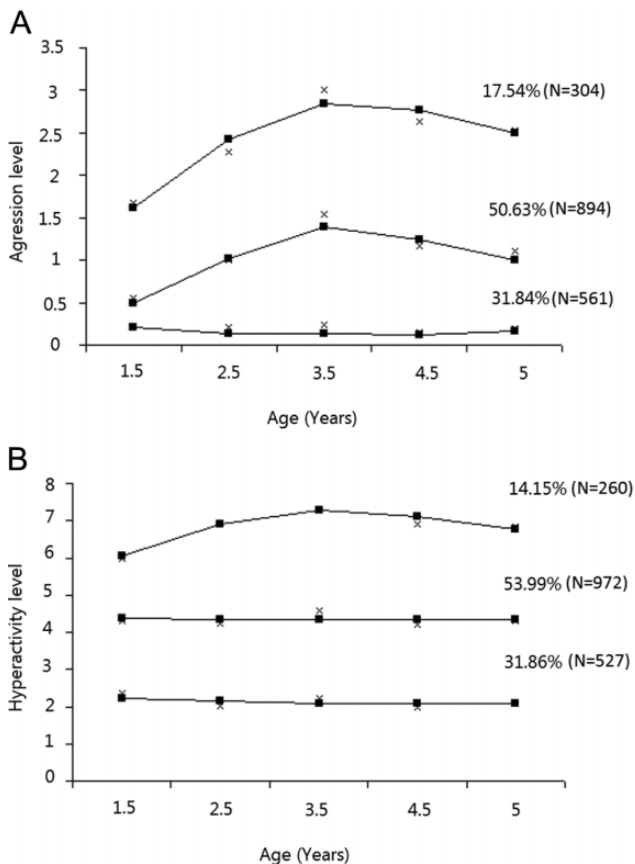 A
3.5
3
2.5
2
1.5
1
0.5
0
Agression level
17.54% (N=304)
50.63% (N=894)
31.84% (N=561)
1.5 2.5 3.5 4.5 5
Age (Years)
B
8
7
6
5
4
3
2
1
0
Hyperactivity level
14.15% (N=260)
53.99% (N=972)
31.86% (N=527)
1.5 2.5 3.5 4.5 5
Age (Years)